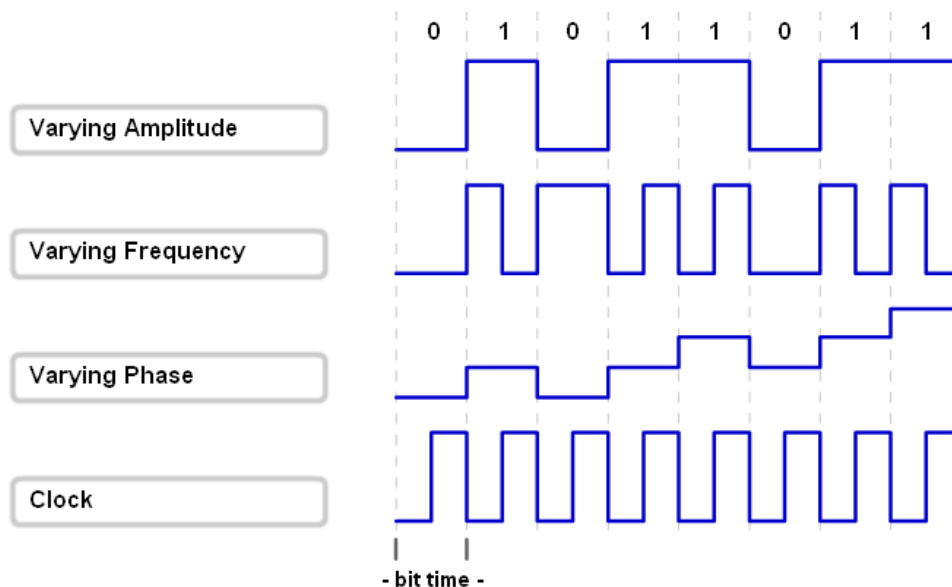 0 1 0 1 1 0 1 1
Varying Amplitude
Varying Frequency
Varying Phase
Clock
- bit time -